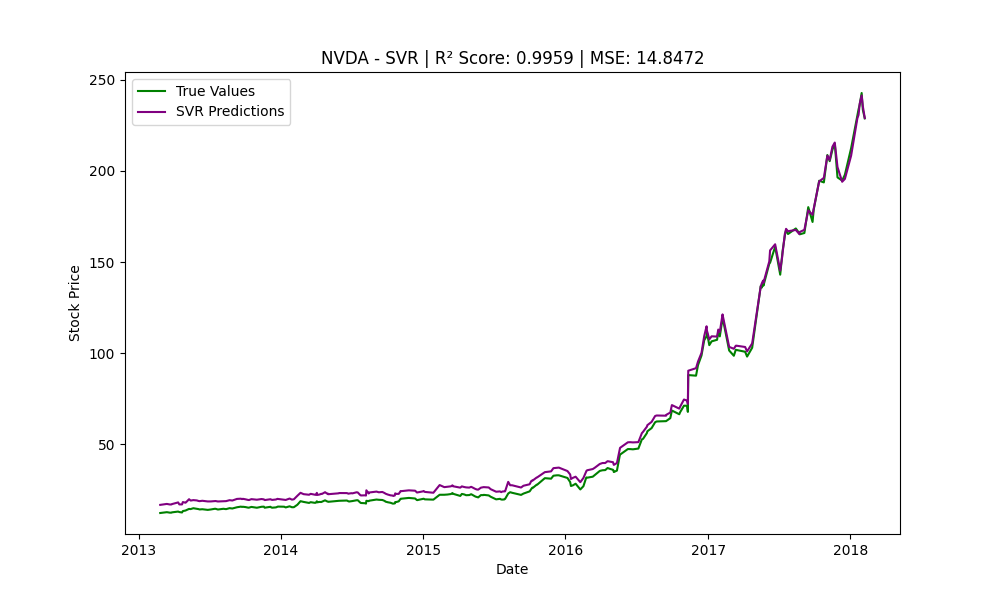 NVDA - SVR | R² Score: 0.9959 | MSE: 14.8472
True Values
SVR Predictions
250
200
150
100
50
Stock Price
2013
2014
2015
2016
2017
2018
Date